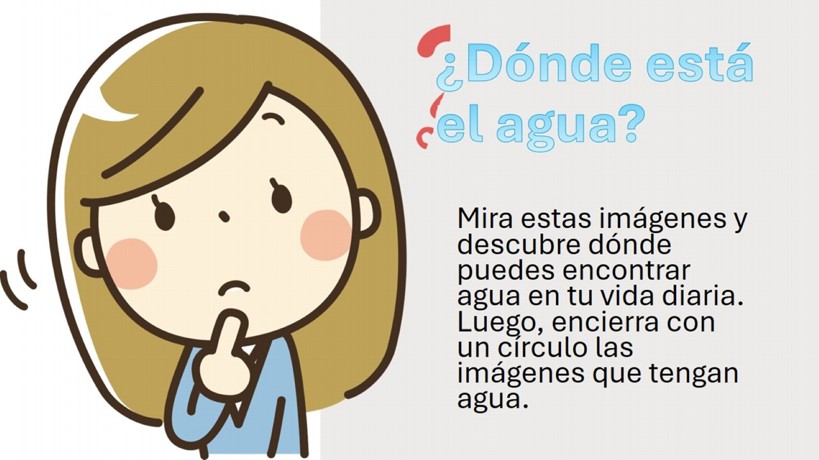 ¿Dónde está
el agua?
Mira estas imágenes y
descubre dónde
puedes encontrar
agua en tu vida diaria.
Luego, encierra con
un círculo las
imágenes que tengan
agua.